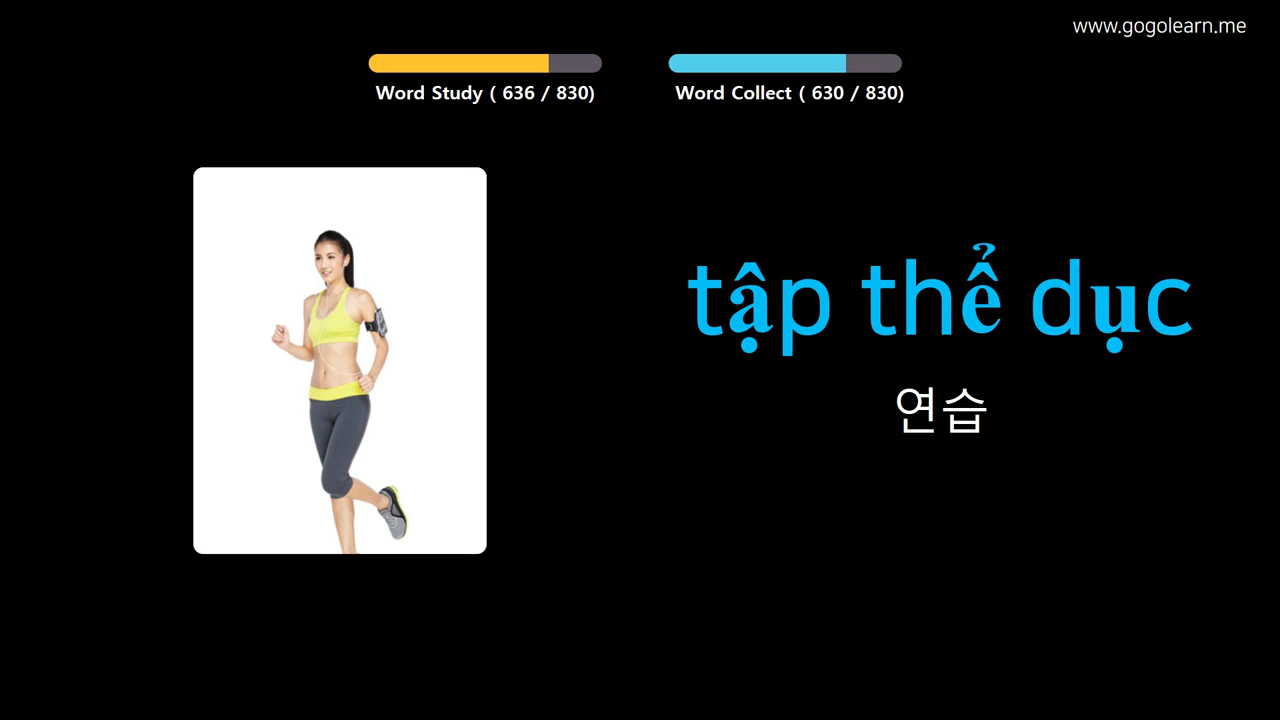 www.gogolearn.me
Word Study ( 636 / 830)
Word Collect ( 630 / 830)
tập thể dục
연습